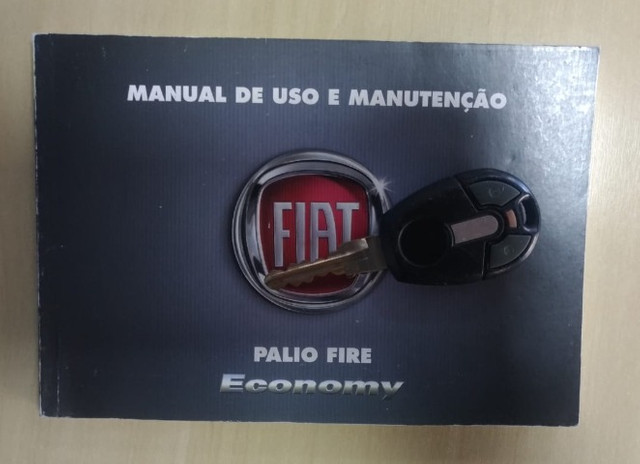 MANUAL DE USO E MANUTENÇÃO
FIAT
PALIO FIRE
Economy